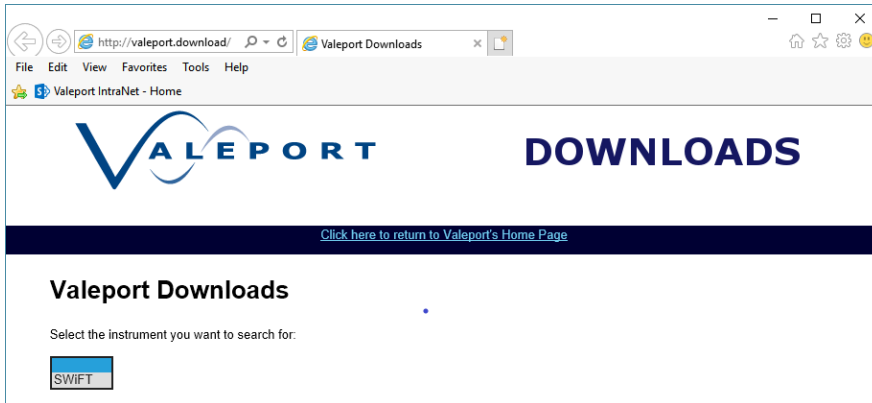 http://valeport.download/
Valeport Downloads
File Edit View Favorites Tools Help
Valeport IntraNet - Home
VALEPORT
DOWNLOADS
Click here to return to Valeport's Home Page
Valeport Downloads
Select the instrument you want to search for:
SWiFT